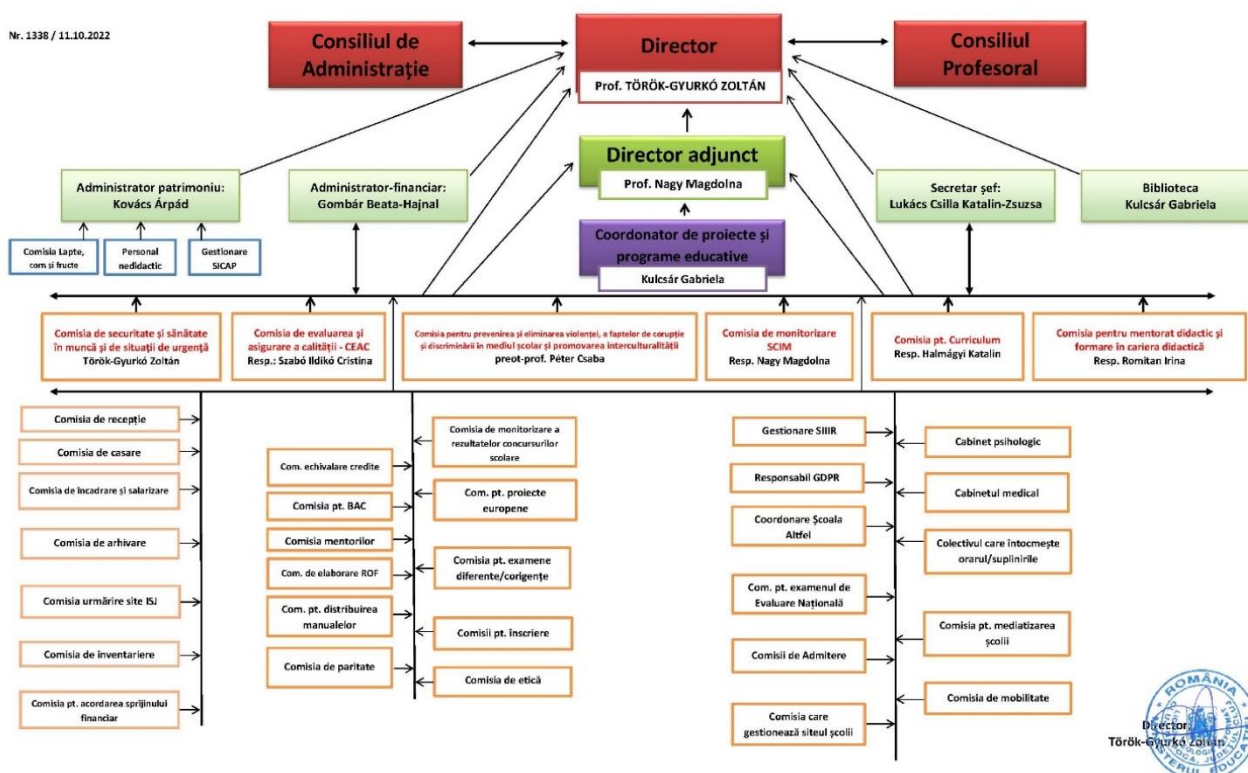 Nr. 1338 / 11.10.2022
Consiliul de
Administrație
Director
Prof. TÖRÖK-GYURKÓ ZOLTÁN
Consiliul
Profesoral
Director adjunct
Prof. Nagy Magdolna
Administrator patrimoniu:
Kovács Árpád
Administrator-financiar:
Gombár Beata-Hajnal
Secretar șef:
Lukács Csilla Katalin-Zsuzsa
Biblioteca
Kulcsár Gabriela
Comisia Lapte,
corn si fructe
Personal
nedidactic
Gestionare
SICAP
Coordonator de proiecte și
programe educative
Kulcsár Gabriela
Comisia de securitate și sănătate
în muncă și de situații de urgență
Török-Gyurkó Zoltán
Comisia de evaluarea și
asigurare a calității - CEAC
Resp.: Szabó Ildikó Cristina
Comisia pentru prevenirea și eliminarea violenței, a faptelor de corupție
și discriminării în mediul școlar și promovarea interculturalității
preot-prof. Péter Csaba
Comisia de monitorizare
SCIM
Resp. Nagy Magdolna
Comisia pt. Curriculum
Resp. Halmágyi Katalin
Comisia pentru mentorat didactic și
formare în cariera didactică
Resp. Romitan Irina
Comisia de recepție
Comisia de casare
Comisia de încadrare și salarizare
Comisia de arhivare
Comisia urmărire site ISJ
Comisia de inventariere
Comisia pt. acordarea sprijinului
financiar
Com. echivalare credite
Comisia pt. BAC
Comisia mentorilor
Com. de elaborare ROF
Com. pt. distribuirea
manualelor
Comisia de paritate
Comisia de monitorizare a
rezultatelor concursurilor
scolare
Com. pt. proiecte
europene
Comisia pt. examene
diferente/corigențe
Comisii pt. înscriere
Comisia de etică
Gestionare SIIIR
Responsabil GDPR
Coordonare Școala
Altfel
Com. pt. examenul de
Evaluare Națională
Comisii de Admitere
Comisia care
gestionează siteul școlii
Cabinet psihologic
Cabinetul medical
Colectivul care întocmește
orarul/suplinirile
Comisia pt. mediatizarea
școlii
Comisia de mobilitate
Director
Török-Gyurkó Zoltán
ROMÂNIA